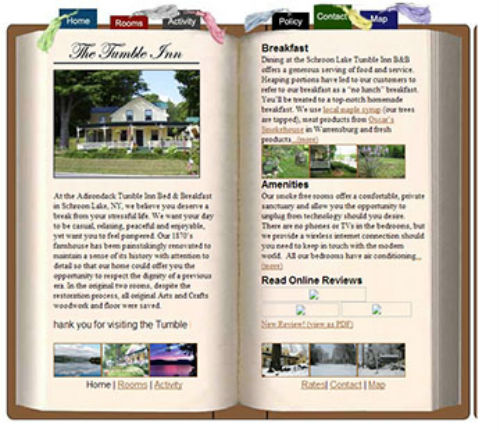 Home
Rooms
Activity
Policy
Contact
Map
The Tumble Inn
At the Adirondack Tumble Inn Bed & Breakfast
in Schroon Lake, NY, we believe you deserve a
break from your stressful life. We want your day
to be casual, relaxing, peaceful and enjoyable,
yet want you to feel pampered. Our 1870's
farmhouse has been painstakingly renovated to
maintain a sense of its history with attention to
detail so that our home could offer you the
opportunity to respect the dignity of a previous
era. In the original two rooms, despite the
restoration process, all original Arts and Crafts
woodwork and floor were saved.
hank you for visiting the Tumble
Home | Rooms | Activity
Breakfast
Dining at the Schroon Lake Tumble Inn B&B
offers a generous serving of food and service.
Heaping portions have led to our customers to
refer to our breakfast as a "no lunch" breakfast.
You'll be treated to a top-notch homemade
breakfast. We use local maple syrup (our trees
are tapped), meat products from Oscar's
Smokehouse in Warrensburg and fresh
products...(more)
Amenities
Our smoke free rooms offer a comfortable, private
sanctuary and allow you the opportunity to
unplug from technology should you desire.
There are no phones or TVs in the bedrooms, but
we provide a wireless internet connection should
you need to keep in touch with the modern
world. All our bedrooms have air conditioning...
(more)
Read Online Reviews
New Review! (view as PDF)
Rates| Contact | Map